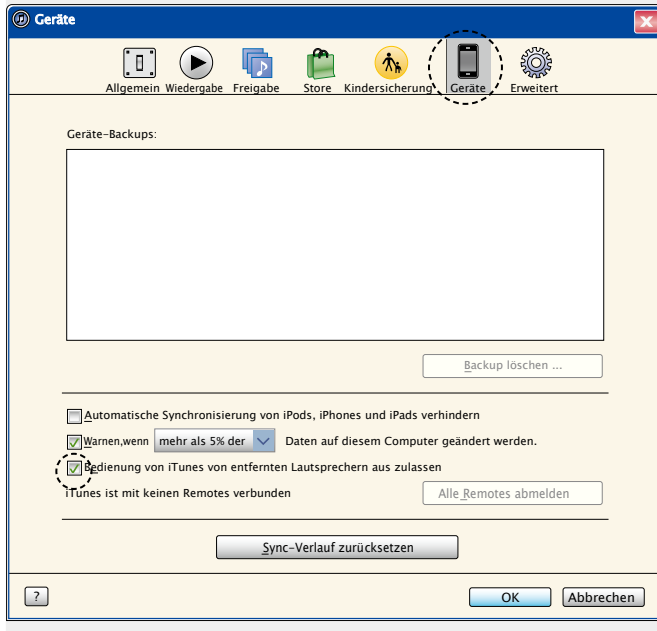 Geräte
Allgemein Wiedergabe Freigabe Store Kindersicherung Geräte Erweitert
Geräte-Backups:
Backup löschen ...
Automatische Synchronisierung von iPods, iPhones und iPads verhindern
Warnen,wenn mehr als 5% der Daten auf diesem Computer geändert werden.
Bedienung von iTunes von entfernten Lautsprechern aus zulassen
iTunes ist mit keinen Remotes verbunden Alle Remotes abmelden
Sync-Verlauf zurücksetzen
? OK Abbrechen